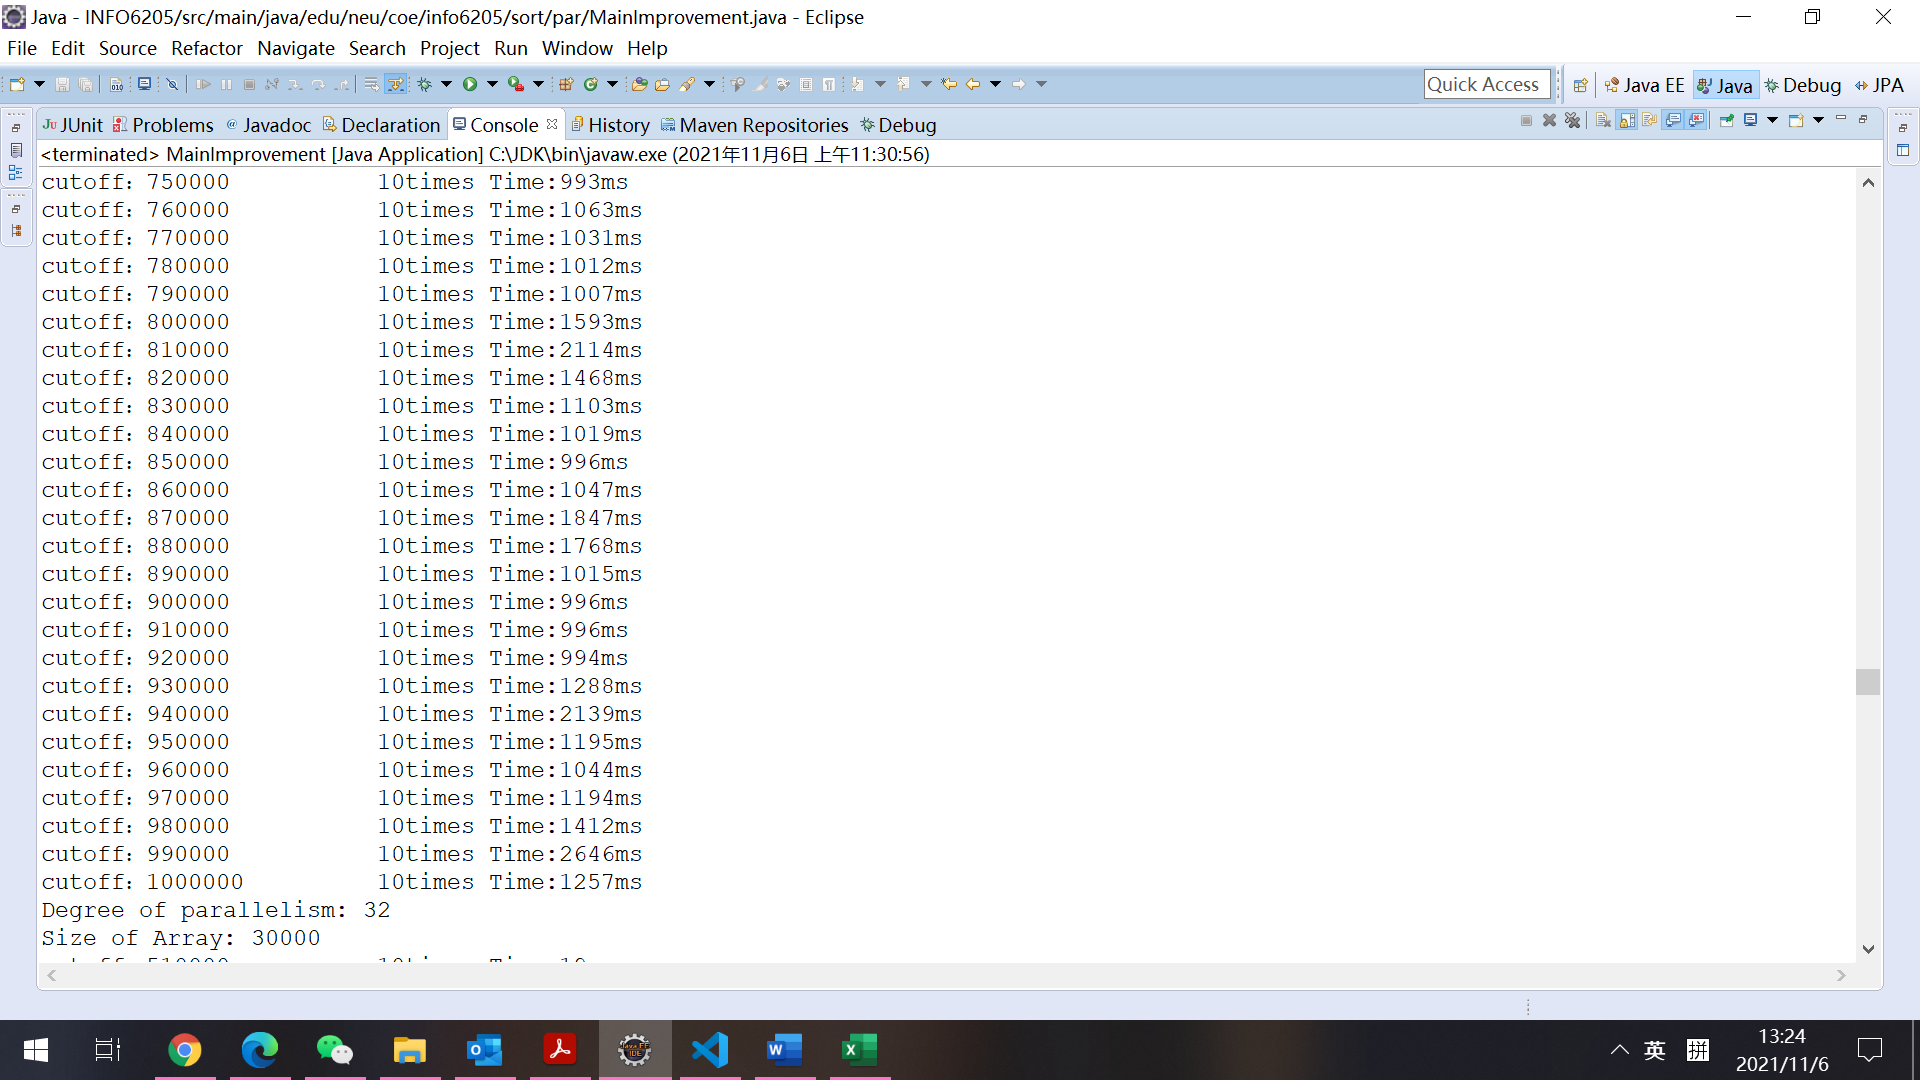 Java - INFO6205/src/main/java/edu/neu/coe/info6205/sort/par/MainImprovement.java - Eclipse
File Edit Source Refactor Navigate Search Project Run Window Help
Quick Access Java EE Java Debug JPA
JUnit Problems Javadoc Declaration Console History Maven Repositories Debug
<terminated> MainImprovement [Java Application] C:\JDK\bin\javaw.exe (2021年11月6日 上午11:30:56)
cutoff: 750000 10times Time:993ms
cutoff: 760000 10times Time:1063ms
cutoff: 770000 10times Time:1031ms
cutoff: 780000 10times Time:1012ms
cutoff: 790000 10times Time:1007ms
cutoff: 800000 10times Time:1593ms
cutoff: 810000 10times Time:2114ms
cutoff: 820000 10times Time:1468ms
cutoff: 830000 10times Time:1103ms
cutoff: 840000 10times Time:1019ms
cutoff: 850000 10times Time:996ms
cutoff: 860000 10times Time:1047ms
cutoff: 870000 10times Time:1847ms
cutoff: 880000 10times Time:1768ms
cutoff: 890000 10times Time:1015ms
cutoff: 900000 10times Time:996ms
cutoff: 910000 10times Time:996ms
cutoff: 920000 10times Time:994ms
cutoff: 930000 10times Time:1288ms
cutoff: 940000 10times Time:2139ms
cutoff: 950000 10times Time:1195ms
cutoff: 960000 10times Time:1044ms
cutoff: 970000 10times Time:1194ms
cutoff: 980000 10times Time:1412ms
cutoff: 990000 10times Time:2646ms
cutoff: 1000000 10times Time:1257ms
Degree of parallelism: 32
Size of Array: 30000
英 拼 13:24
2021/11/6